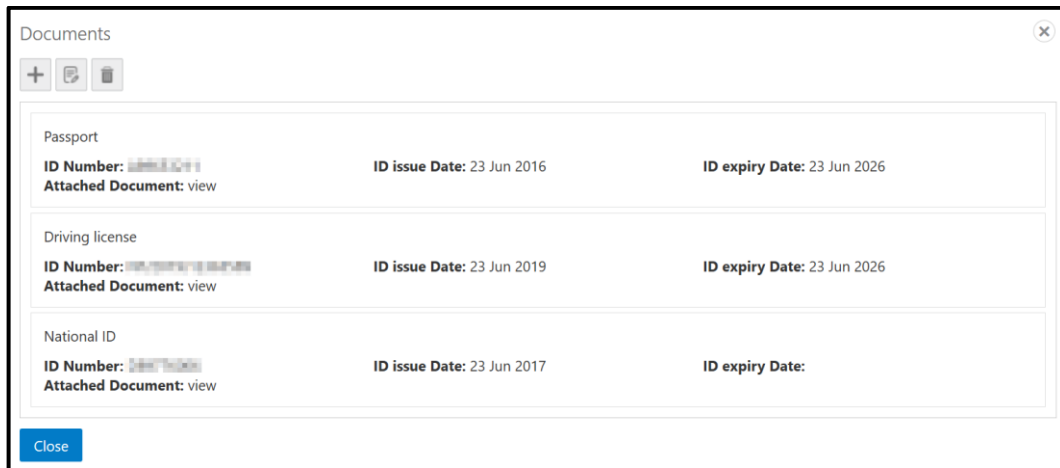 Documents
Passport
ID Number: ID issue Date: 23 Jun 2016 ID expiry Date: 23 Jun 2026
Attached Document: view
Driving license
ID Number: ID issue Date: 23 Jun 2019 ID expiry Date: 23 Jun 2026
Attached Document: view
National ID
ID Number: ID issue Date: 23 Jun 2017 ID expiry Date:
Attached Document: view
Close